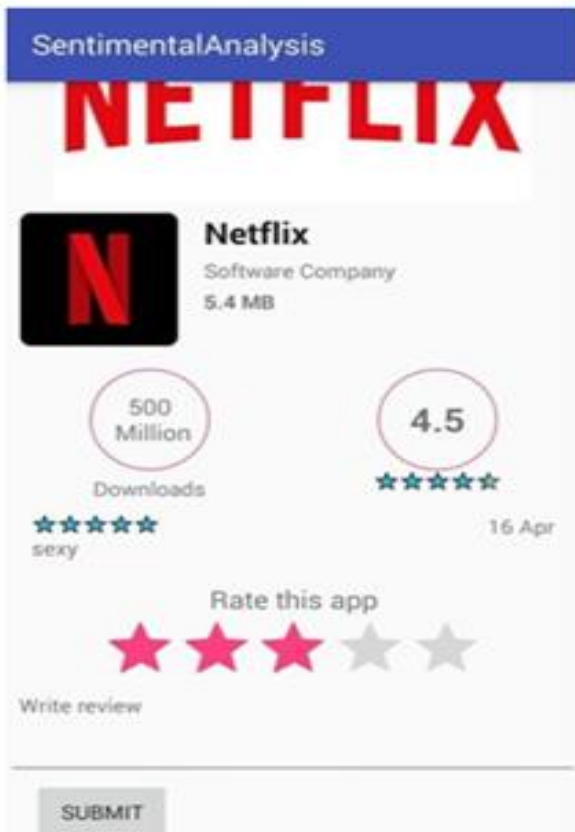 SentimentalAnalysis
NETFLIX
N
Netflix
Software Company
5.4 MB
500
Million
4.5
Downloads
16 Apr
sexy
Rate this app
Write review
SUBMIT